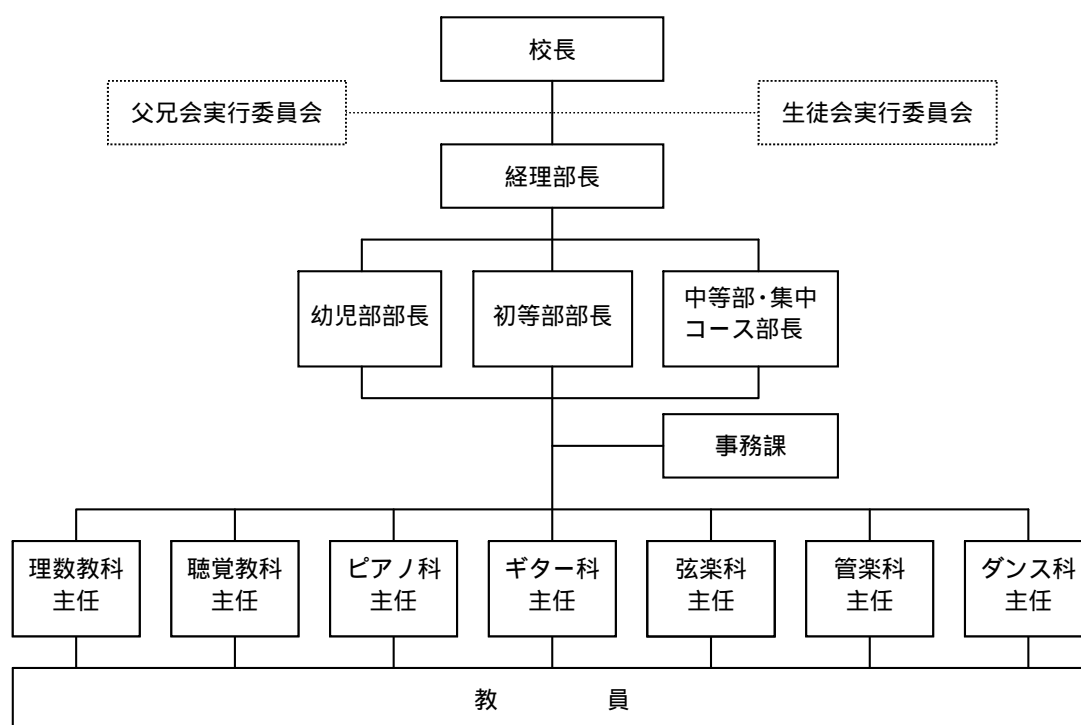 校長
父兄会実行委員会
生徒会実行委員会
経理部長
幼児部部長
初等部部長
中等部・集中
コース部長
事務課
理数教科
主任
聴覚教科
主任
ピアノ科
主任
ギター科
主任
弦楽科
主任
管楽科
主任
ダンス科
主任
教　　　　員